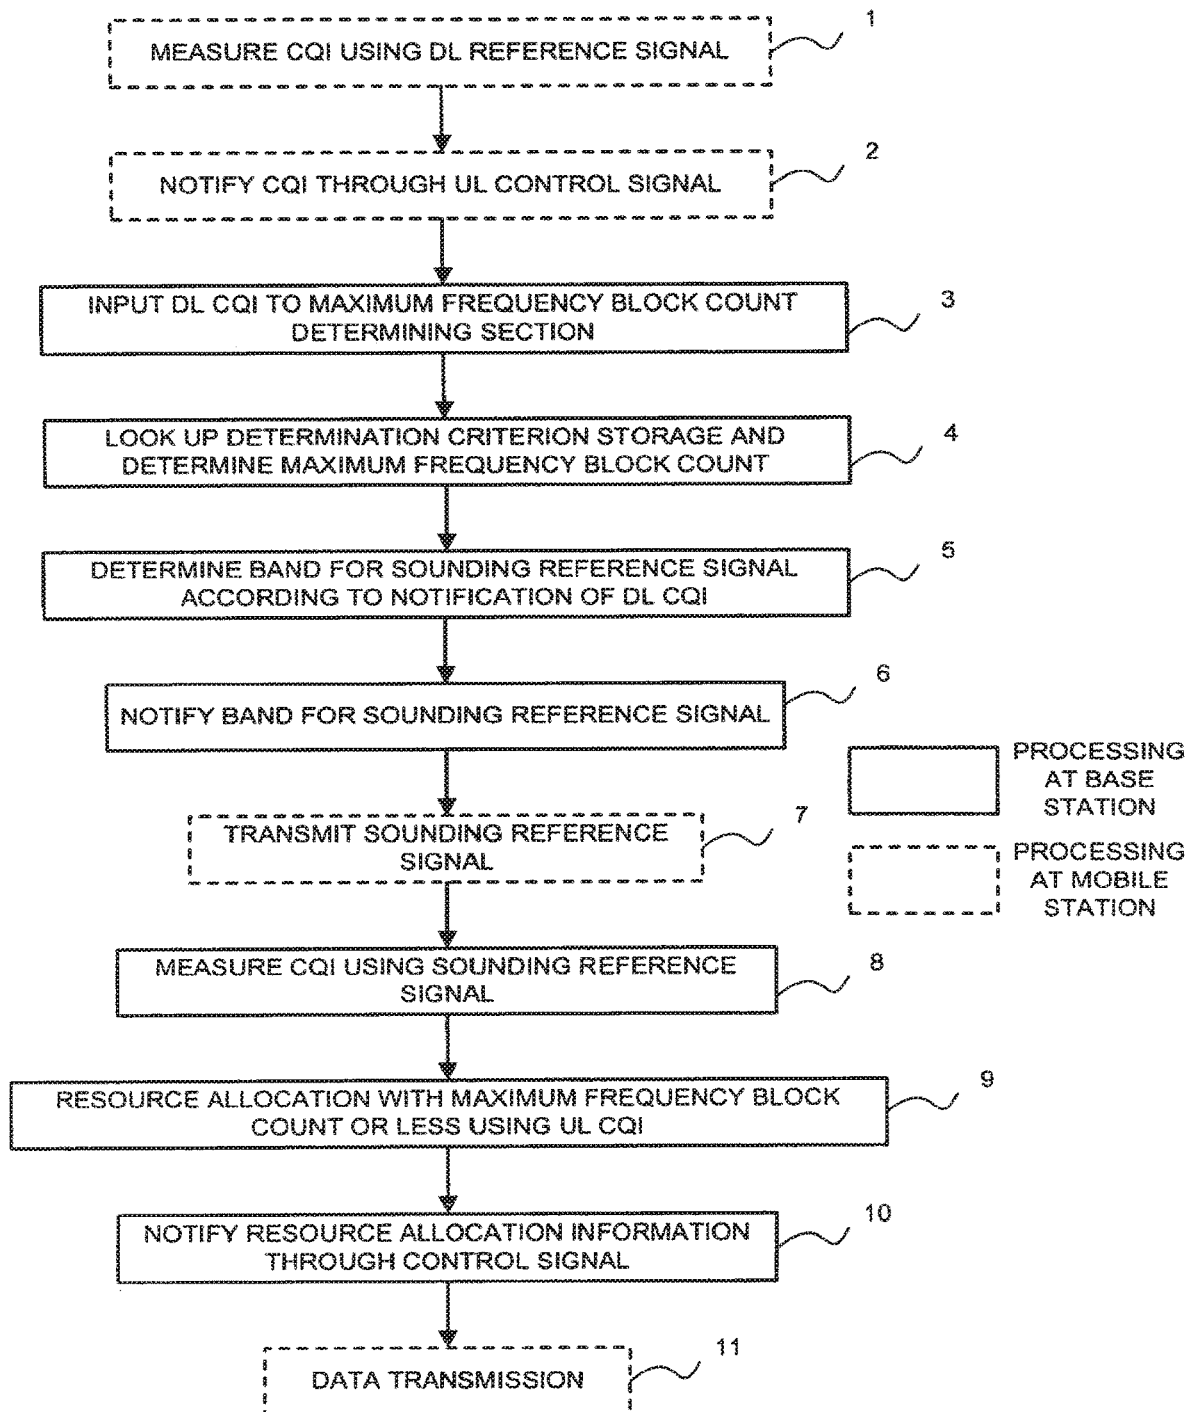 1
MEASURE CQI USING DL REFERENCE SIGNAL
2
NOTIFY CQI THROUGH UL CONTROL SIGNAL
3
INPUT DL CQI TO MAXIMUM FREQUENCY BLOCK COUNT
DETERMINING SECTION
4
LOOK UP DETERMINATION CRITERION STORAGE AND
DETERMINE MAXIMUM FREQUENCY BLOCK COUNT
5
DETERMINE BAND FOR SOUNDING REFERENCE SIGNAL
ACCORDING TO NOTIFICATION OF DL CQI
6
NOTIFY BAND FOR SOUNDING REFERENCE SIGNAL
PROCESSING
AT BASE
STATION
7
TRANSMIT SOUNDING REFERENCE
SIGNAL
PROCESSING
AT MOBILE
STATION
8
MEASURE CQI USING SOUNDING REFERENCE
SIGNAL
9
RESOURCE ALLOCATION WITH MAXIMUM FREQUENCY BLOCK
COUNT OR LESS USING UL CQI
10
NOTIFY RESOURCE ALLOCATION INFORMATION
THROUGH CONTROL SIGNAL
11
DATA TRANSMISSION